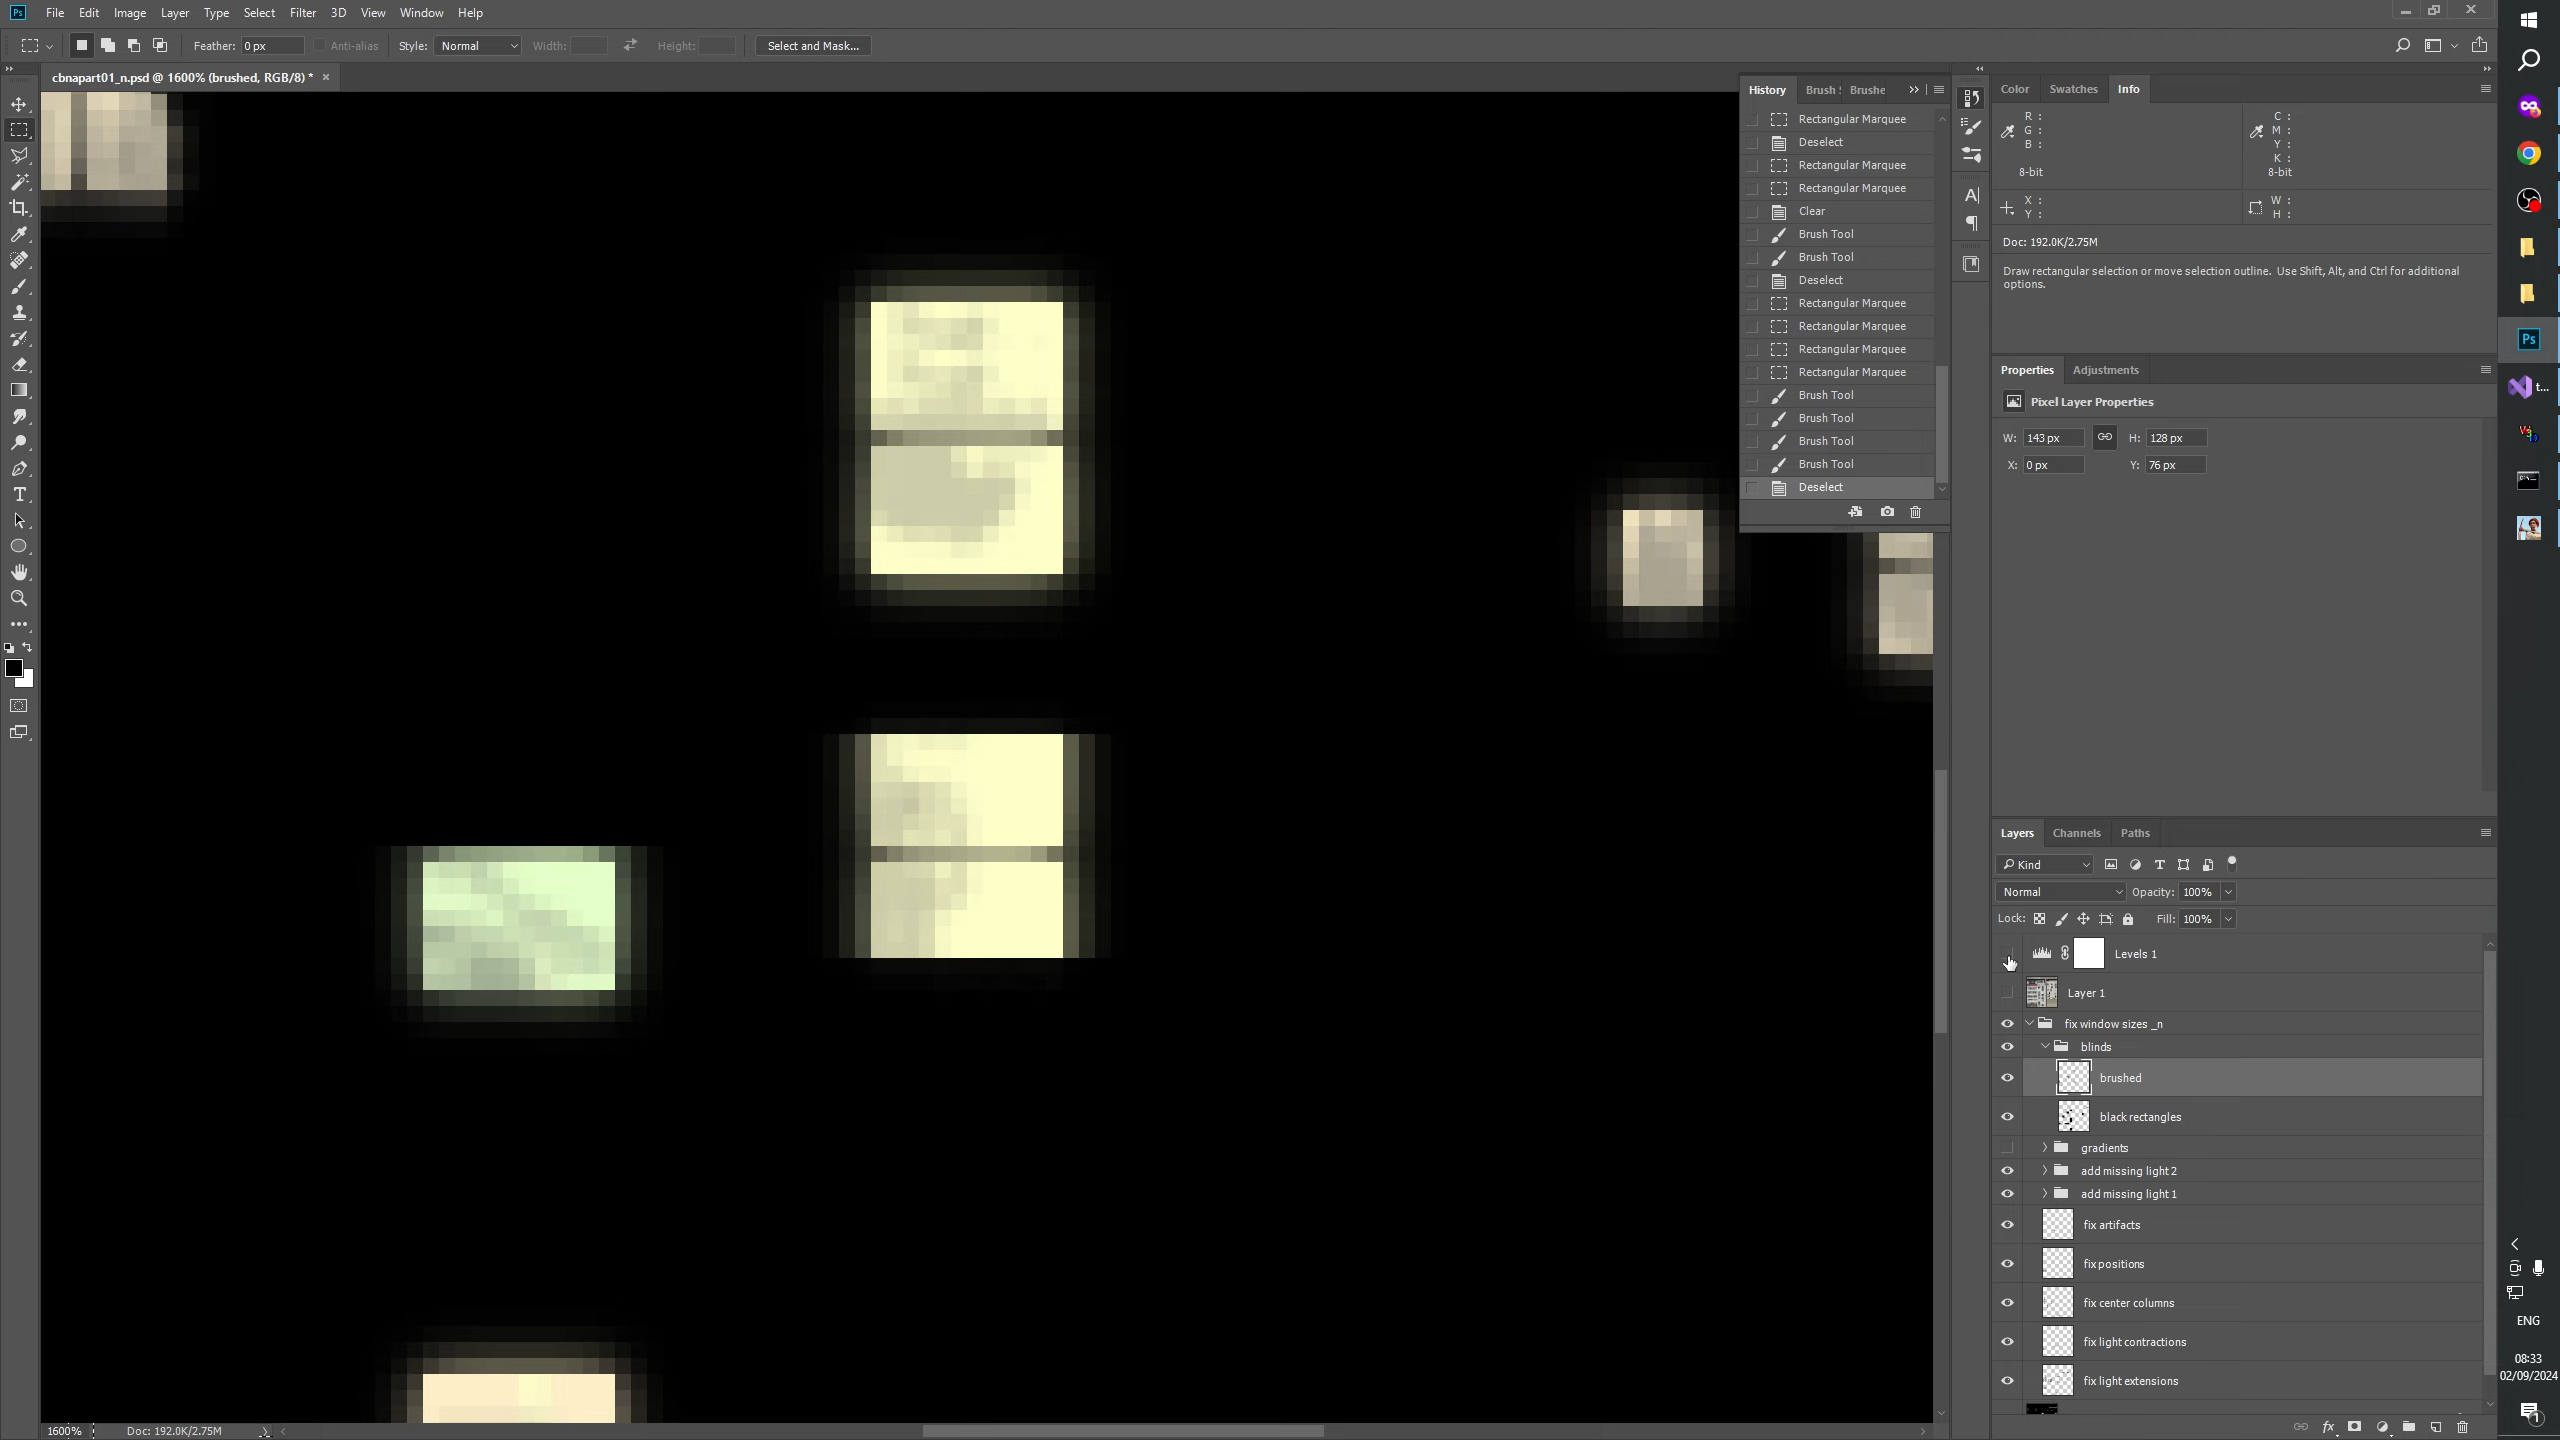 Ps File Edit Image Layer Type Select Filter 3D View Window Help
Feather: 0 px Anti-alias Style: Normal Width: Height: Select and Mask...
cbnapart01_n.psd @ 1600% (brushed, RGB/8) * ×
History Brush Brushe
Rectangular Marquee
Deselect
Rectangular Marquee
Rectangular Marquee
Clear
Brush Tool
Brush Tool
Deselect
Rectangular Marquee
Rectangular Marquee
Rectangular Marquee
Rectangular Marquee
Brush Tool
Brush Tool
Brush Tool
Brush Tool
Deselect
Color Swatches Info
R : C :
G : M :
B : Y :
K :
8-bit 8-bit
X : W :
Y : H :
Doc: 192.0K/2.75M
Draw rectangular selection or move selection outline. Use Shift, Alt, and Ctrl for additional
options.
Properties Adjustments
Pixel Layer Properties
W: 143 px H: 128 px
X: 0 px Y: 76 px
Layers Channels Paths
Kind
Normal Opacity: 100%
Lock: Fill: 100%
Levels 1
Layer 1
fix window sizes _n
blinds
brushed
black rectangles
gradients
add missing light 2
add missing light 1
fix artifacts
fix positions
fix center columns
fix light contractions
fix light extensions
1600% Doc: 192.0K/2.75M
fx
Ps
t...
ENG
08:33
02/09/2024
1